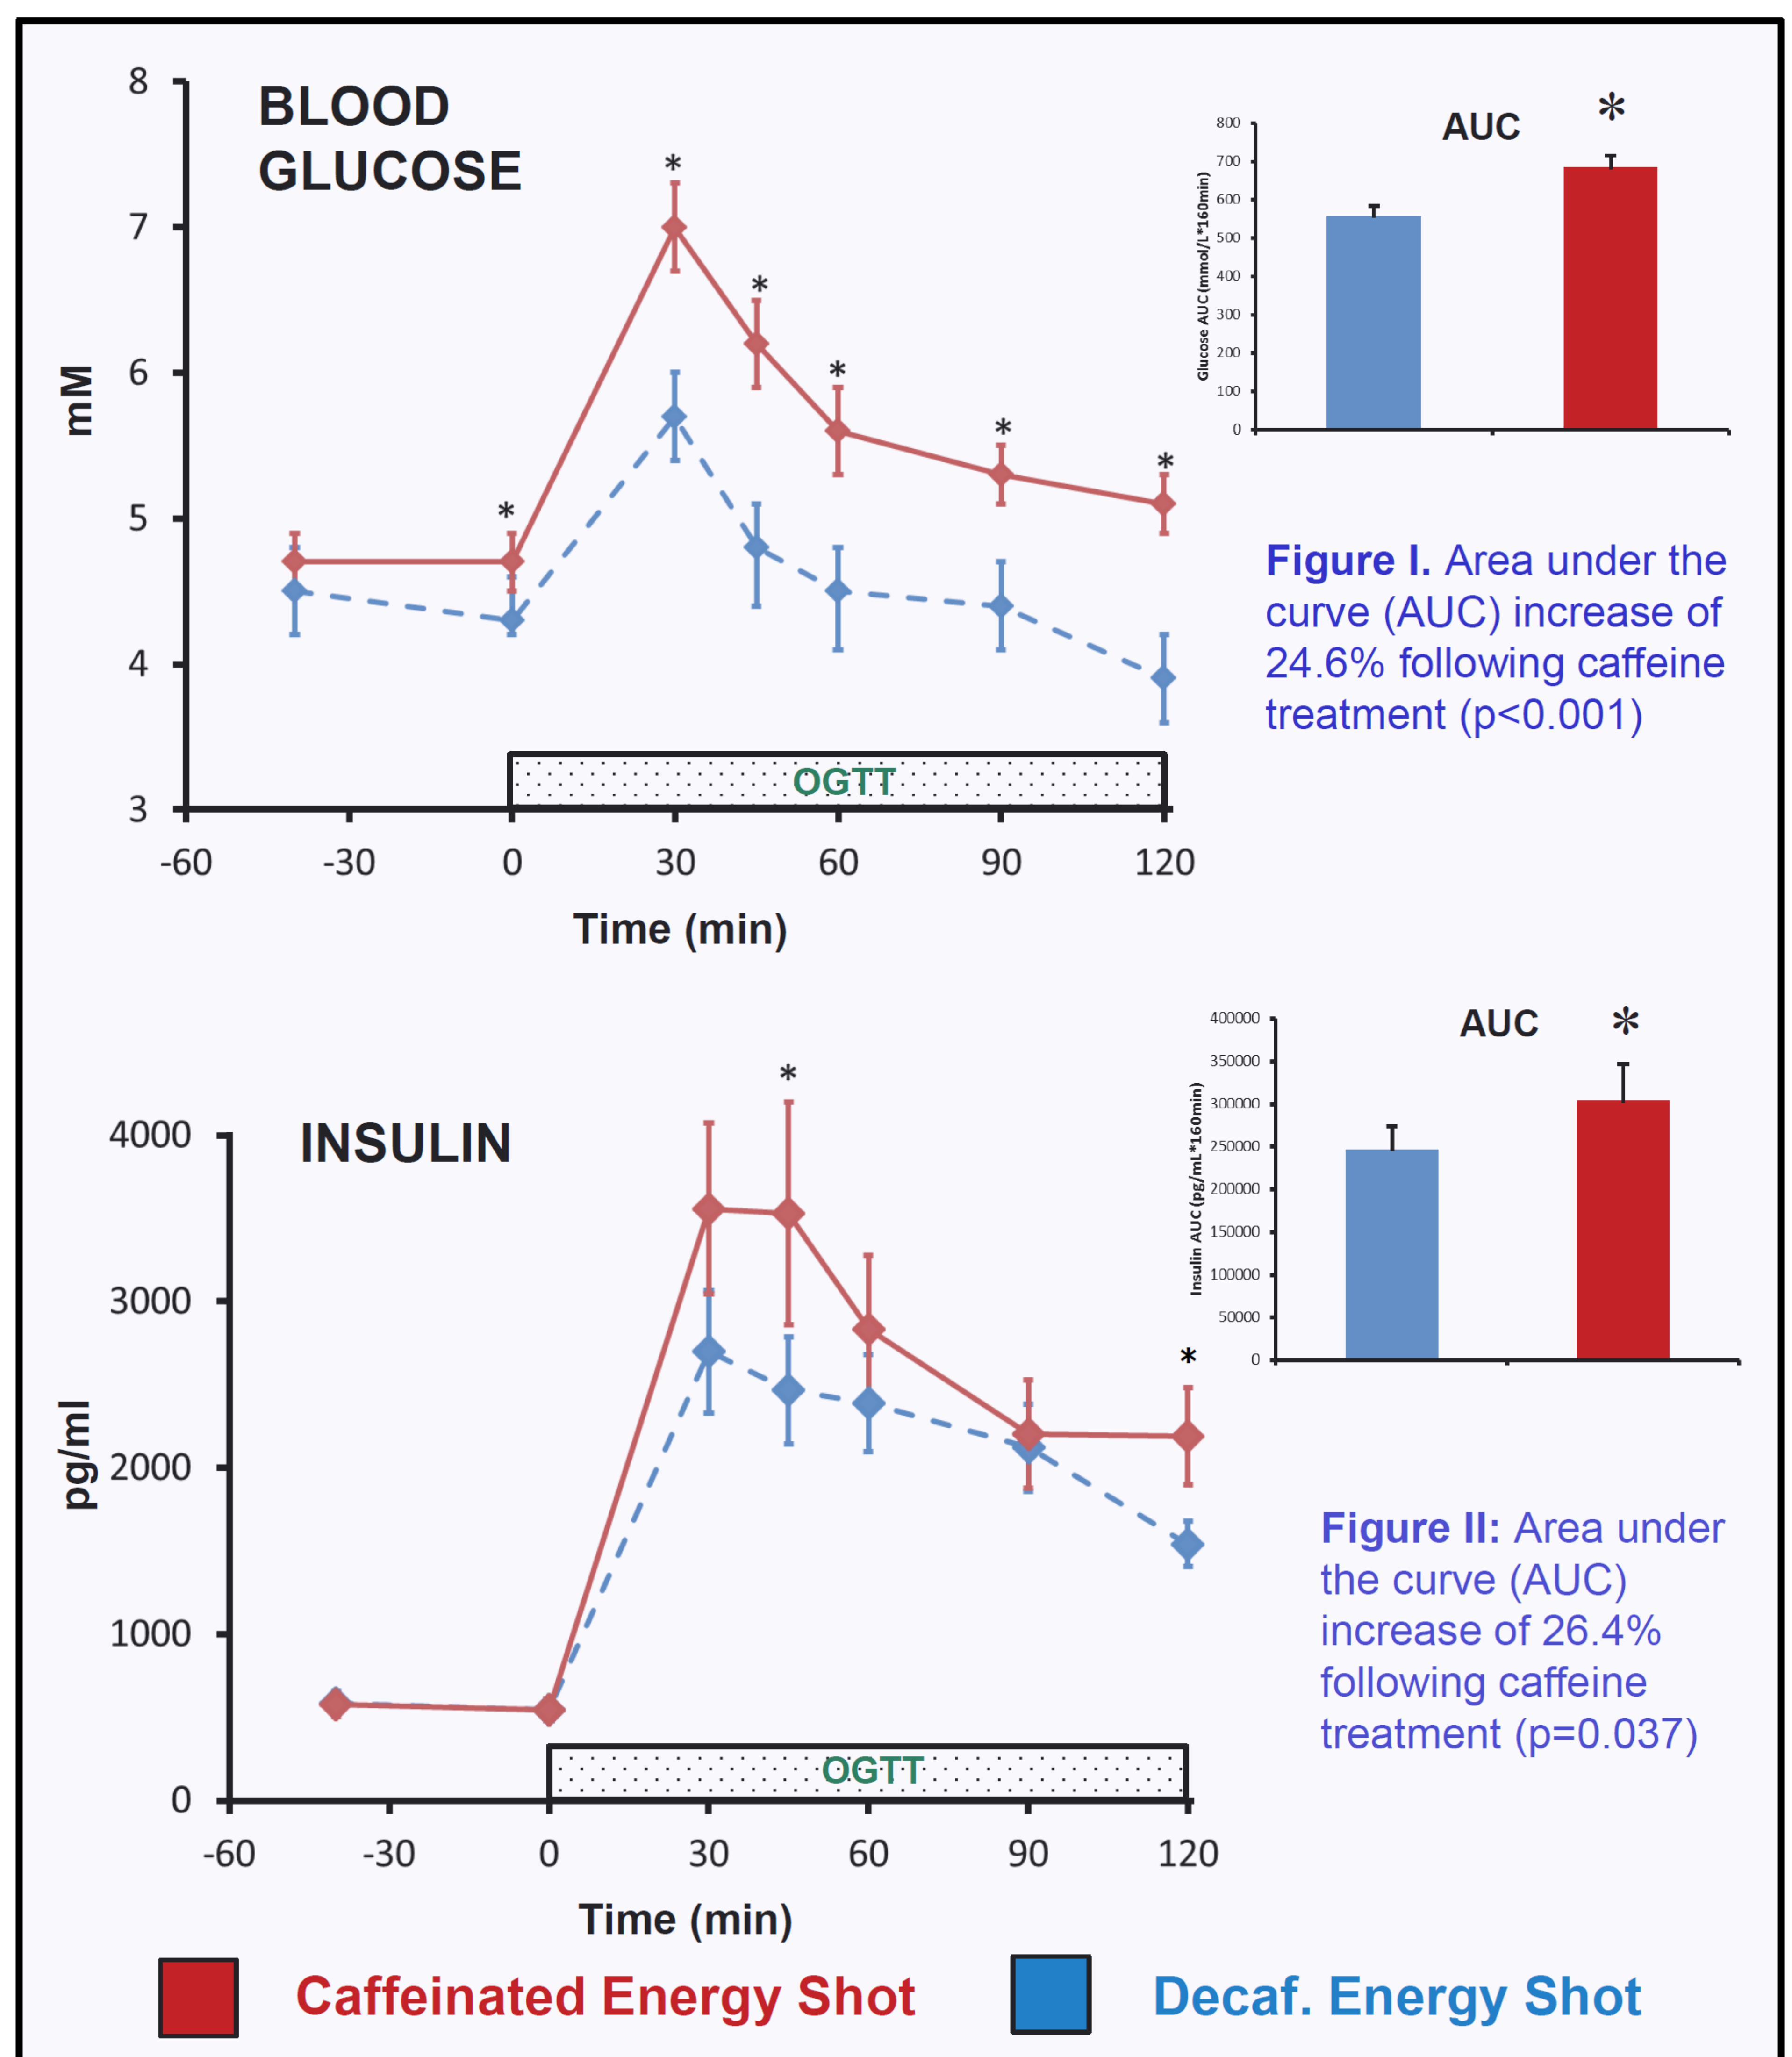 BLOOD
GLUCOSE
8
7
6
5
4
3
mM
*
*
*
*
*
*
OGTT
-60
-30
0
30
60
90
120
Time (min)
AUC
*
800
700
600
500
400
300
200
100
0
Glucose AUC (mmol/L*160min)
Figure I. Area under the
curve (AUC) increase of
24.6% following caffeine
treatment (p<0.001)
INSULIN
4000
3000
2000
1000
0
pg/ml
*
*
OGTT
-60
-30
0
30
60
90
120
Time (min)
AUC
*
400000
350000
300000
250000
200000
150000
100000
50000
0
Insulin AUC (pg/mL*160min)
Figure II: Area under
the curve (AUC)
increase of 26.4%
following caffeine
treatment (p=0.037)
Caffeinated Energy Shot
Decaf. Energy Shot